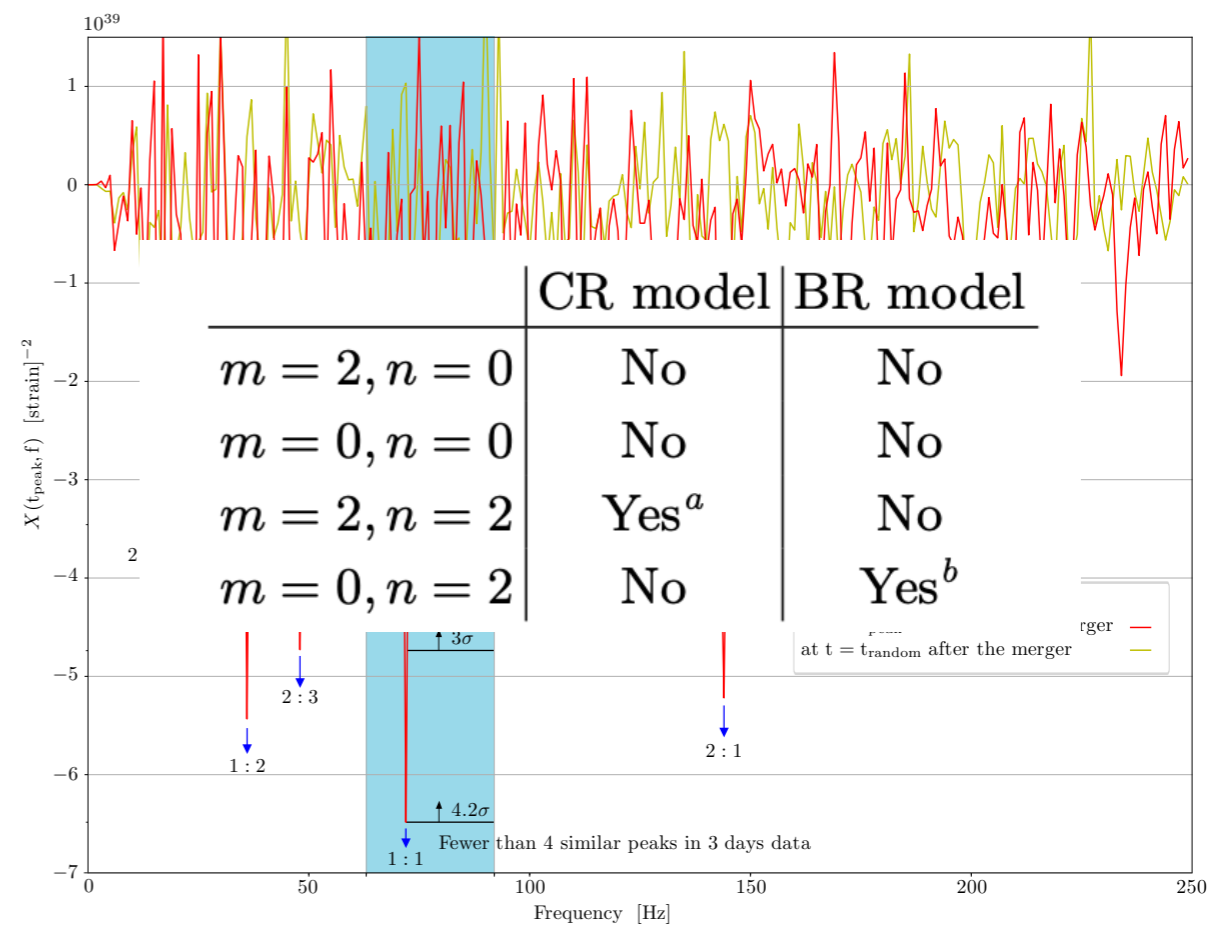 10^39
1
0
−1
−2
−3
−4
−5
−6
−7
X (t_peak, f) [strain]^−2
CR model BR model
m = 2, n = 0 No No
m = 0, n = 0 No No
m = 2, n = 2 Yes^a No
m = 0, n = 2 No Yes^b
2
rger
at t = t_random after the merger
3σ
2 : 3
1 : 2
2 : 1
4.2σ
Fewer than 4 similar peaks in 3 days data
1 : 1
0 50 100 150 200 250
Frequency [Hz]